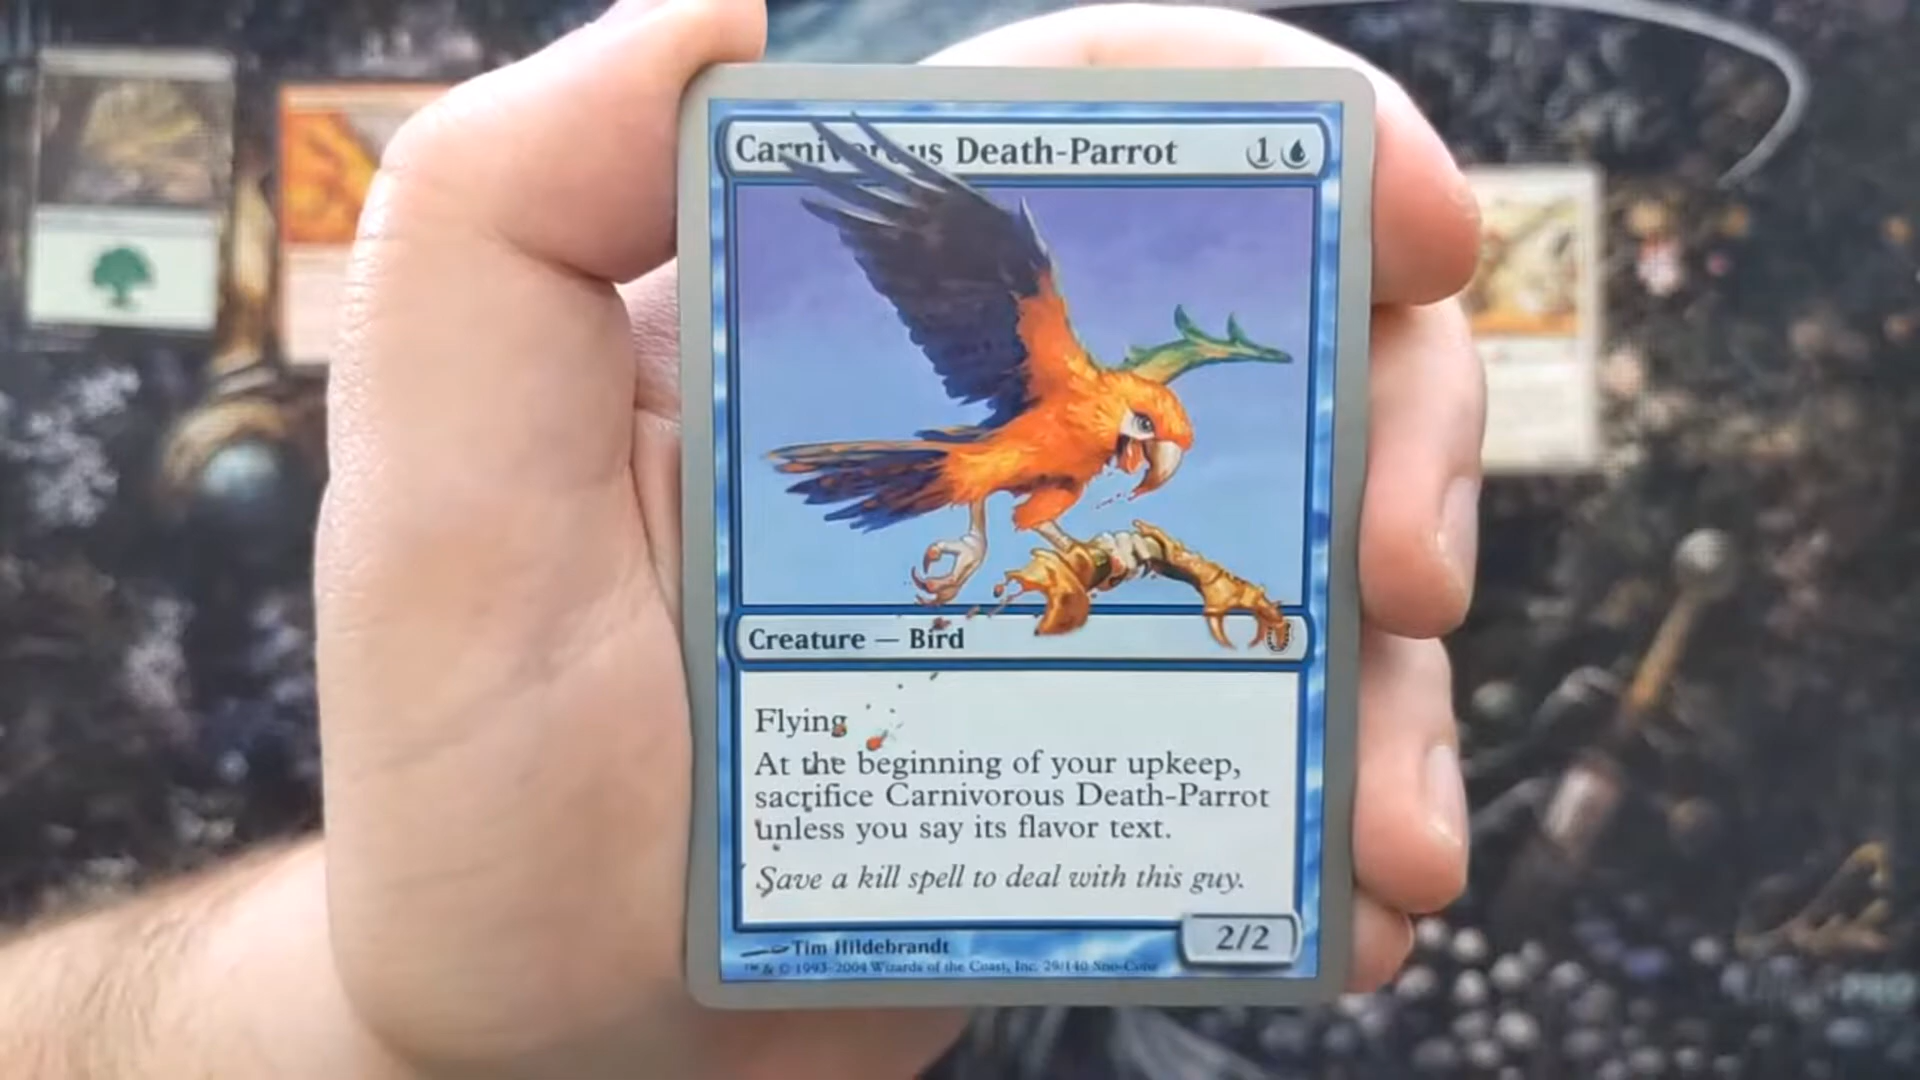 Carnivorous Death-Parrot 1
Creature — Bird
Flying
At the beginning of your upkeep,
sacrifice Carnivorous Death-Parrot
unless you say its flavor text.
Save a kill spell to deal with this guy.
2/2
Tim Hildebrandt
™ & © 1993-2004 Wizards of the Coast, Inc. 29/140
PRO